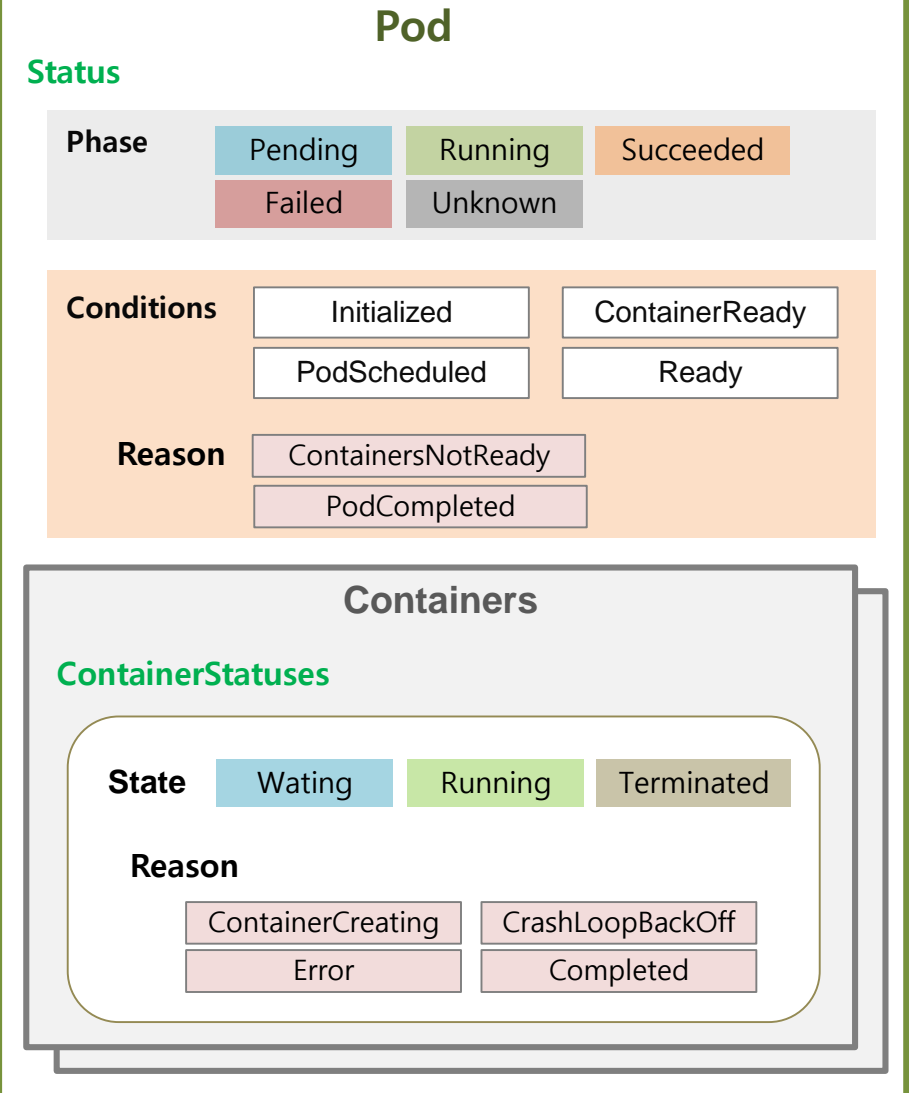 Pod
Status
Phase Pending Running Succeeded
Failed Unknown
Conditions Initialized ContainerReady
PodScheduled Ready
Reason ContainersNotReady
PodCompleted
Containers
ContainerStatuses
State Wating Running Terminated
Reason
ContainerCreating CrashLoopBackOff
Error Completed